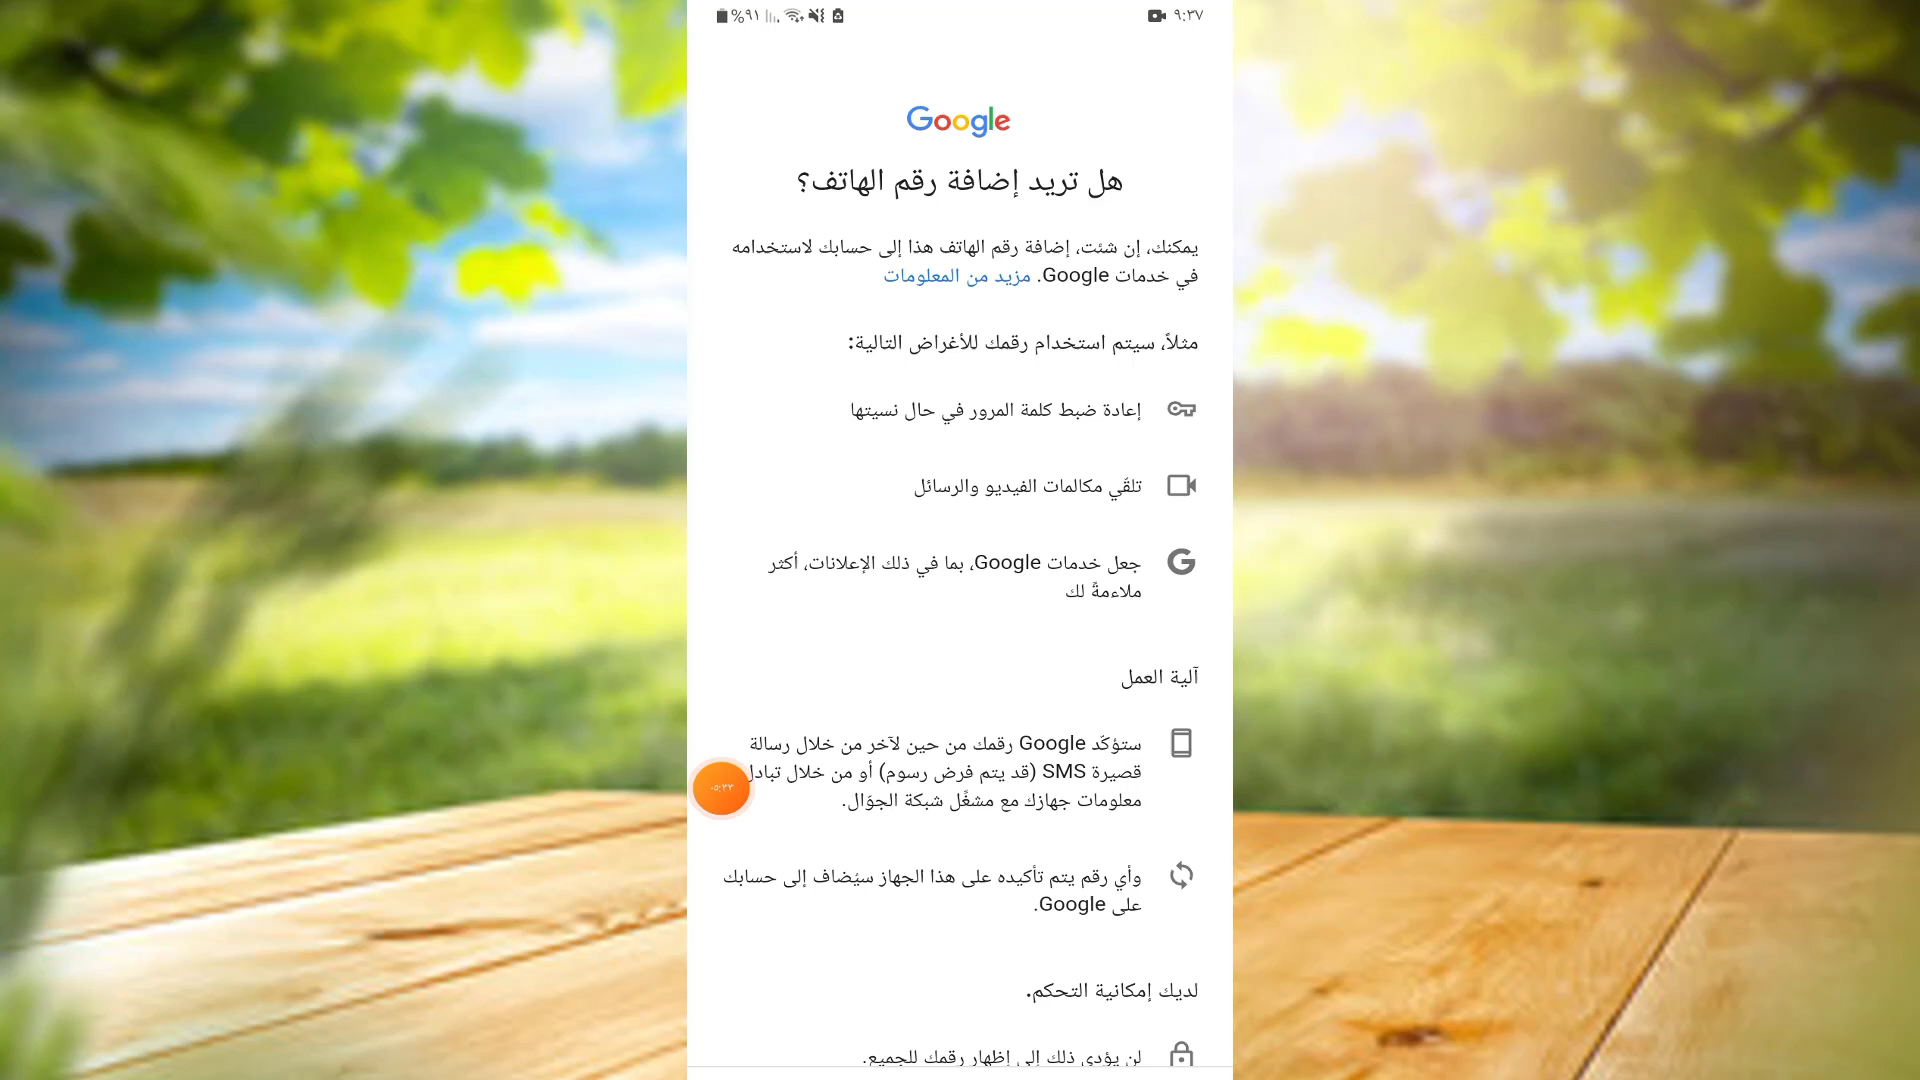 %٩١
٩:٣٧
Google
هل تريد إضافة رقم الهاتف؟
يمكنك، إن شئت، إضافة رقم الهاتف هذا إلى حسابك لاستخدامه
في خدمات Google. مزيد من المعلومات
مثلاً، سيتم استخدام رقمك للأغراض التالية:
إعادة ضبط كلمة المرور في حال نسيتها
تلقّي مكالمات الفيديو والرسائل
جعل خدمات Google، بما في ذلك الإعلانات، أكثر
ملاءمةً لك
آلية العمل
ستؤكّد Google رقمك من حين لآخر من خلال رسالة
قصيرة SMS (قد يتم فرض رسوم) أو من خلال تبادل
معلومات جهازك مع مشغِّل شبكة الجوّال.
٠٥:٣٣
وأي رقم يتم تأكيده على هذا الجهاز سيُضاف إلى حسابك
على Google.
لديك إمكانية التحكم.
لن يؤدي ذلك إلى إظهار رقمك للجميع.